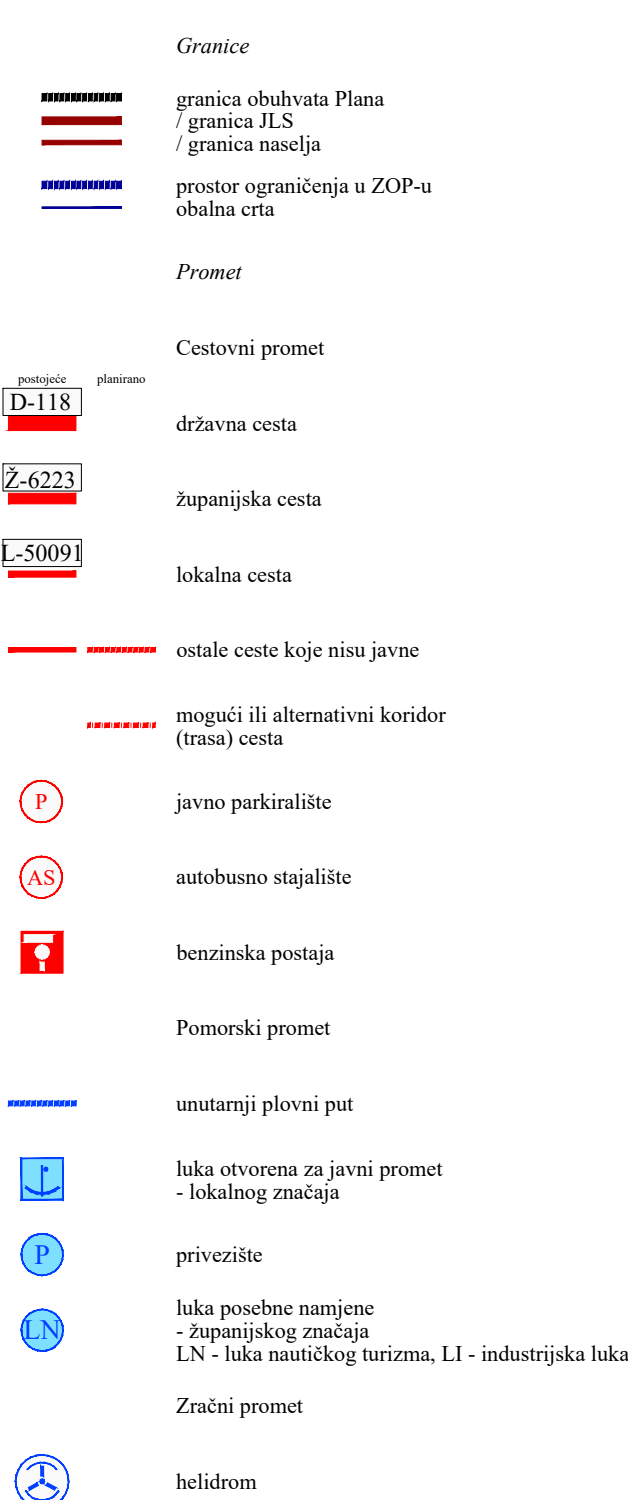 Granice
granica obuhvata Plana
/ granica JLS
/ granica naselja
prostor ograničenja u ZOP-u
obalna crta
Promet
Cestovni promet
postojeće planirano
D-118
državna cesta
Ž-6223
županijska cesta
L-50091
lokalna cesta
ostale ceste koje nisu javne
mogući ili alternativni koridor
(trasa) cesta
P javno parkiralište
AS autobusno stajalište
benzinska postaja
Pomorski promet
unutarnji plovni put
luka otvorena za javni promet
- lokalnog značaja
P privezište
luka posebne namjene
LN - županijskog značaja
LN - luka nautičkog turizma, LI - industrijska luka
Zračni promet
helidrom